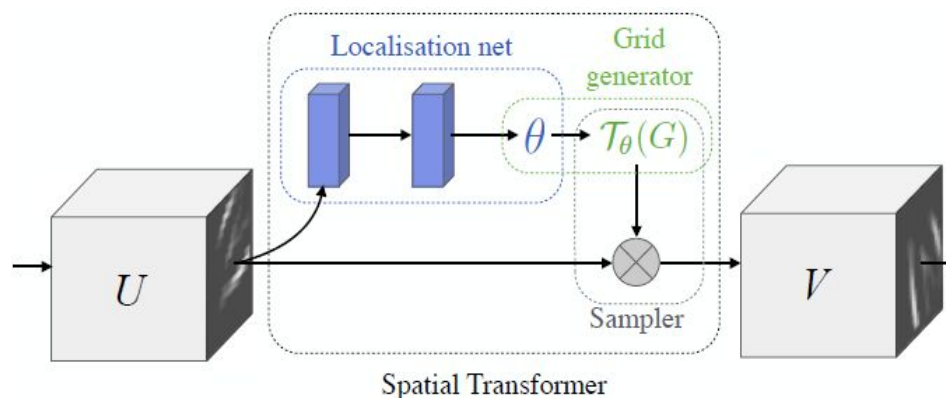 Localisation net
Grid
generator
θ
𝒯θ(G)
U
V
Sampler
Spatial Transformer